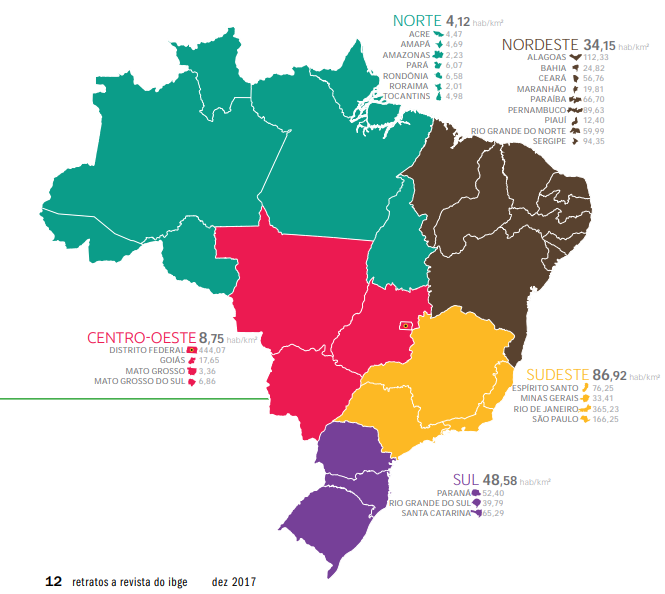 NORTE 4,12 hab/km²
ACRE 4,47
AMAPÁ 4,69
AMAZONAS 2,23
PARÁ 6,07
RONDÔNIA 6,58
RORAIMA 2,01
TOCANTINS 4,98
NORDESTE 34,15 hab/km²
ALAGOAS 112,33
BAHIA 24,82
CEARÁ 56,76
MARANHÃO 19,81
PARAÍBA 66,70
PERNAMBUCO 89,63
PIAUÍ 12,40
RIO GRANDE DO NORTE 59,99
SERGIPE 94,35
CENTRO-OESTE 8,75 hab/km²
DISTRITO FEDERAL 444,07
GOIÁS 17,65
MATO GROSSO 3,36
MATO GROSSO DO SUL 6,86
SUDESTE 86,92 hab/km²
ESPÍRITO SANTO 76,25
MINAS GERAIS 33,41
RIO DE JANEIRO 365,23
SÃO PAULO 166,25
SUL 48,58 hab/km²
PARANÁ 52,40
RIO GRANDE DO SUL 39,79
SANTA CATARINA 65,29
12 retratos a revista do ibge dez 2017